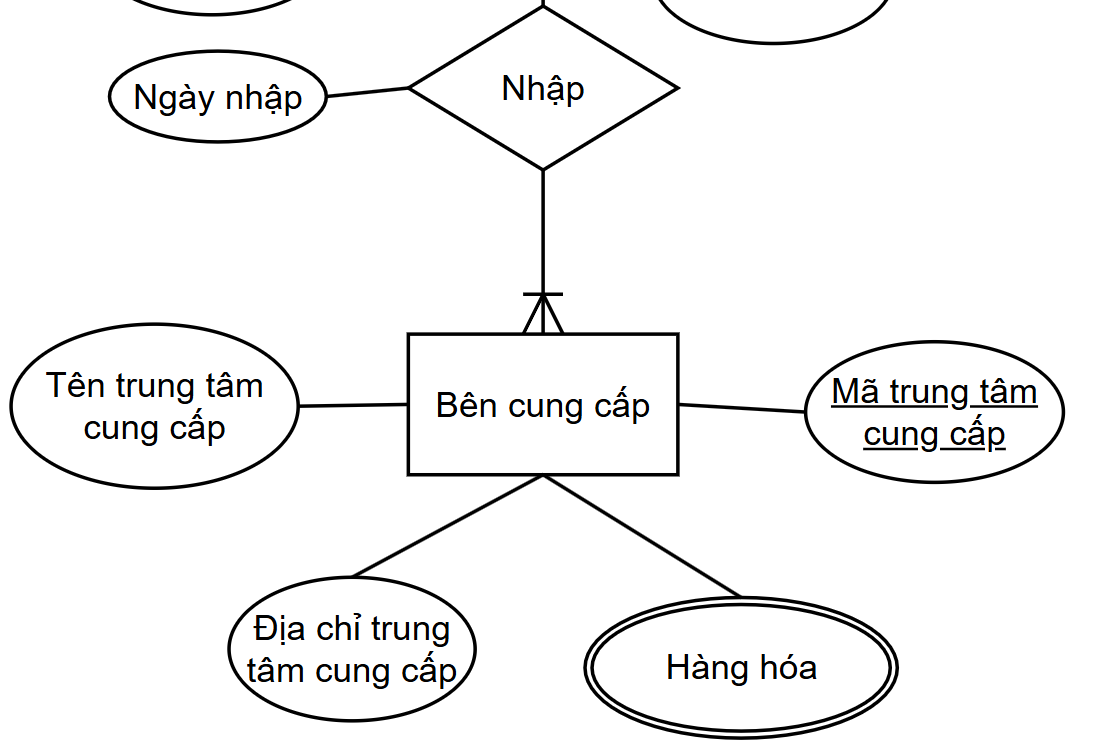 Nhập
Ngày nhập
Tên trung tâm
cung cấp
Bên cung cấp
Mã trung tâm
cung cấp
Địa chỉ trung
tâm cung cấp
Hàng hóa